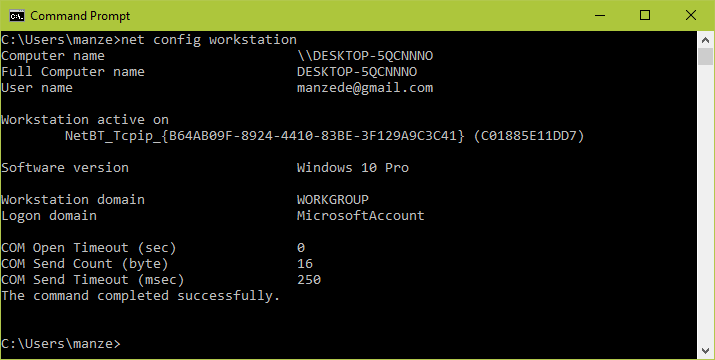 Command Prompt
C:\Users\manze>net config workstation
Computer name                        \\DESKTOP-5QCNNNO
Full Computer name                   DESKTOP-5QCNNNO
User name                            manzede@gmail.com
Workstation active on
        NetBT_Tcpip_{B64AB09F-8924-4410-83BE-3F129A9C3C41} (C01885E11DD7)
Software version                     Windows 10 Pro
Workstation domain                   WORKGROUP
Logon domain                         MicrosoftAccount
COM Open Timeout (sec)               0
COM Send Count (byte)                16
COM Send Timeout (msec)              250
The command completed successfully.
C:\Users\manze>